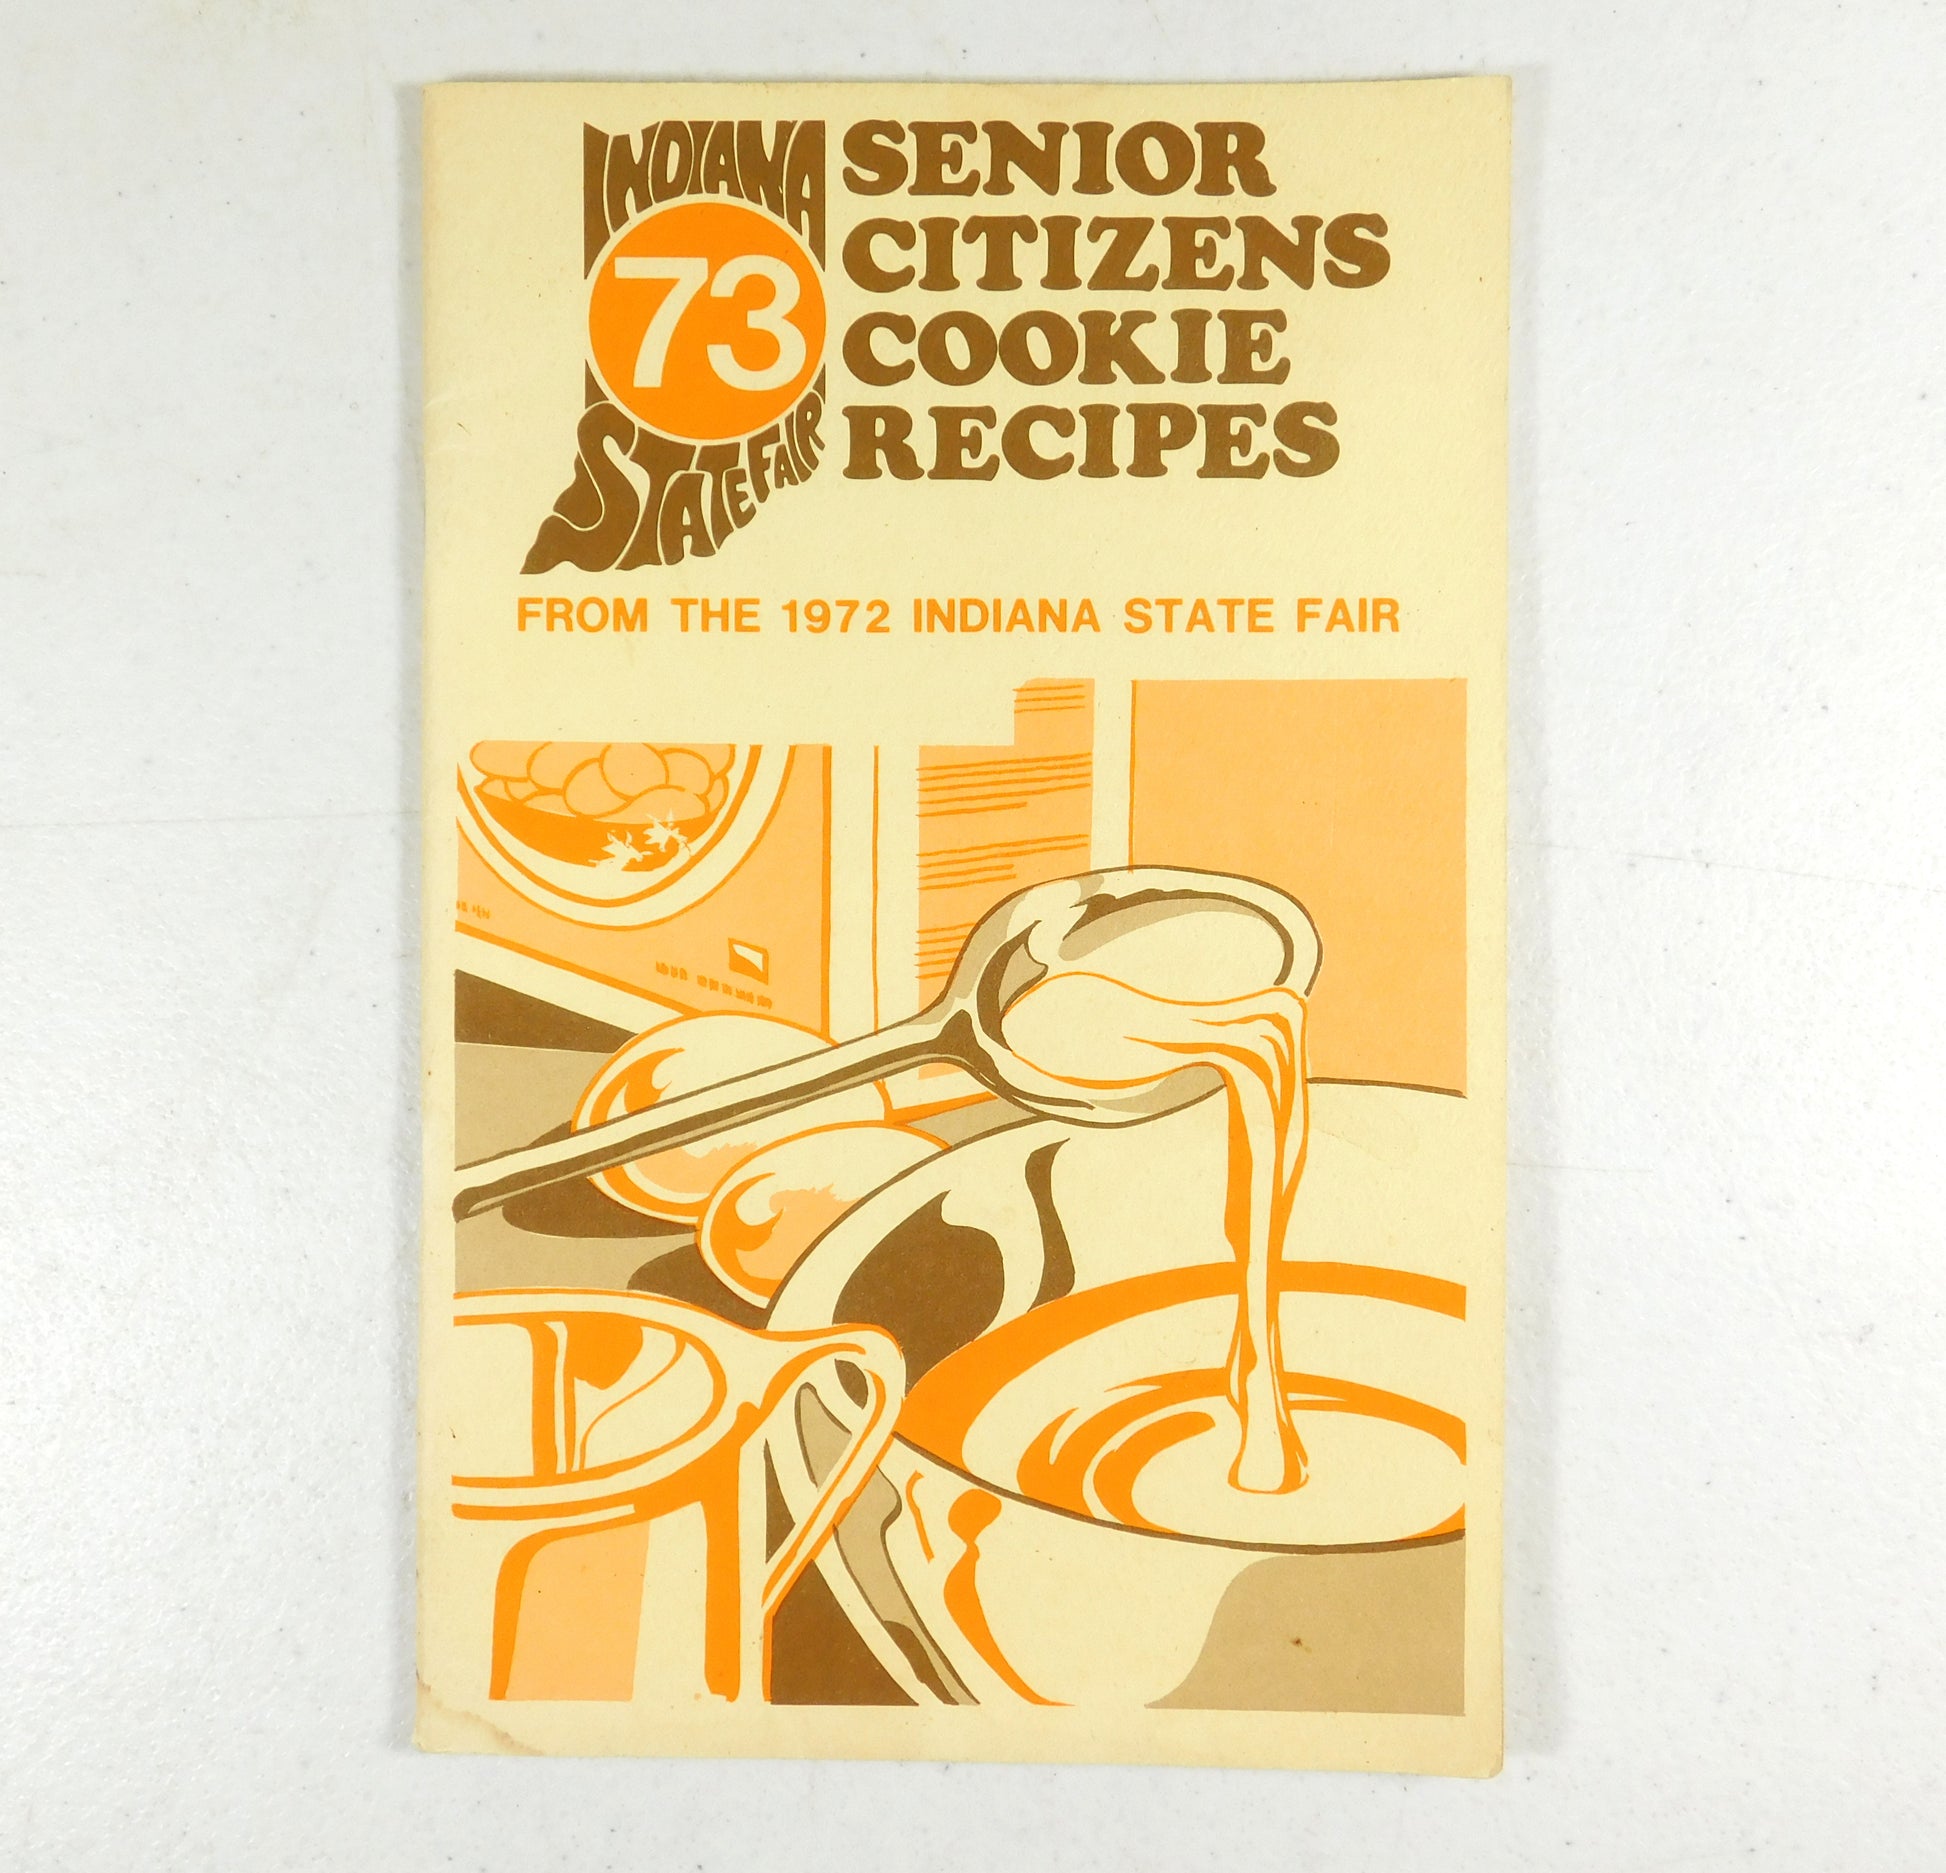 INDIANA
73
STATE FAIR
SENIOR
CITIZENS
COOKIE
RECIPES
FROM THE 1972 INDIANA STATE FAIR